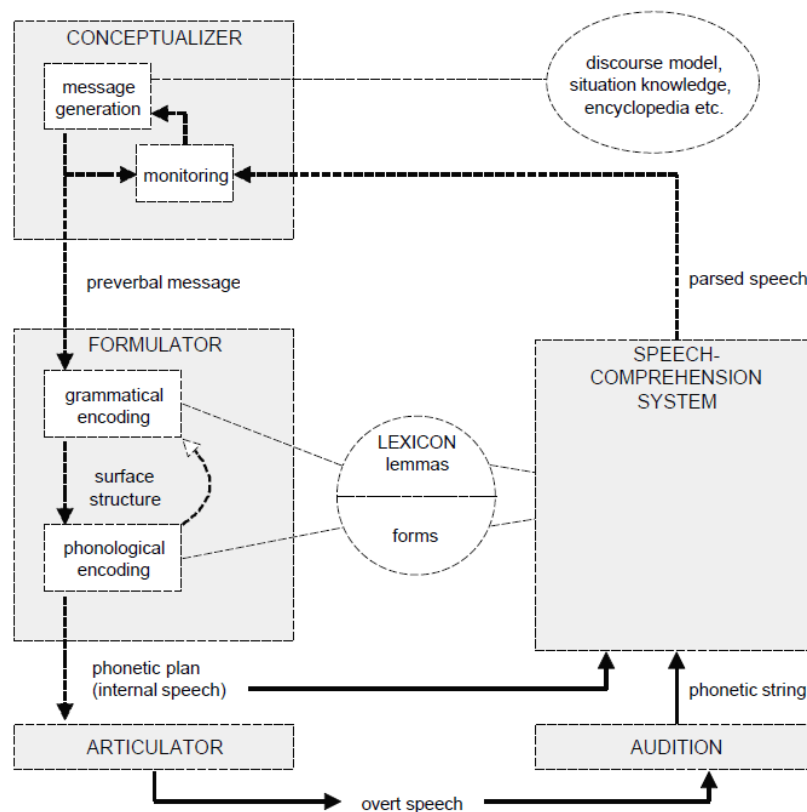 CONCEPTUALIZER
message
generation
monitoring
discourse model,
situation knowledge,
encyclopedia etc.
preverbal message
parsed speech
FORMULATOR
grammatical
encoding
surface
structure
phonological
encoding
LEXICON
lemmas
forms
SPEECH-
COMPREHENSION
SYSTEM
phonetic plan
(internal speech)
phonetic string
ARTICULATOR
AUDITION
overt speech